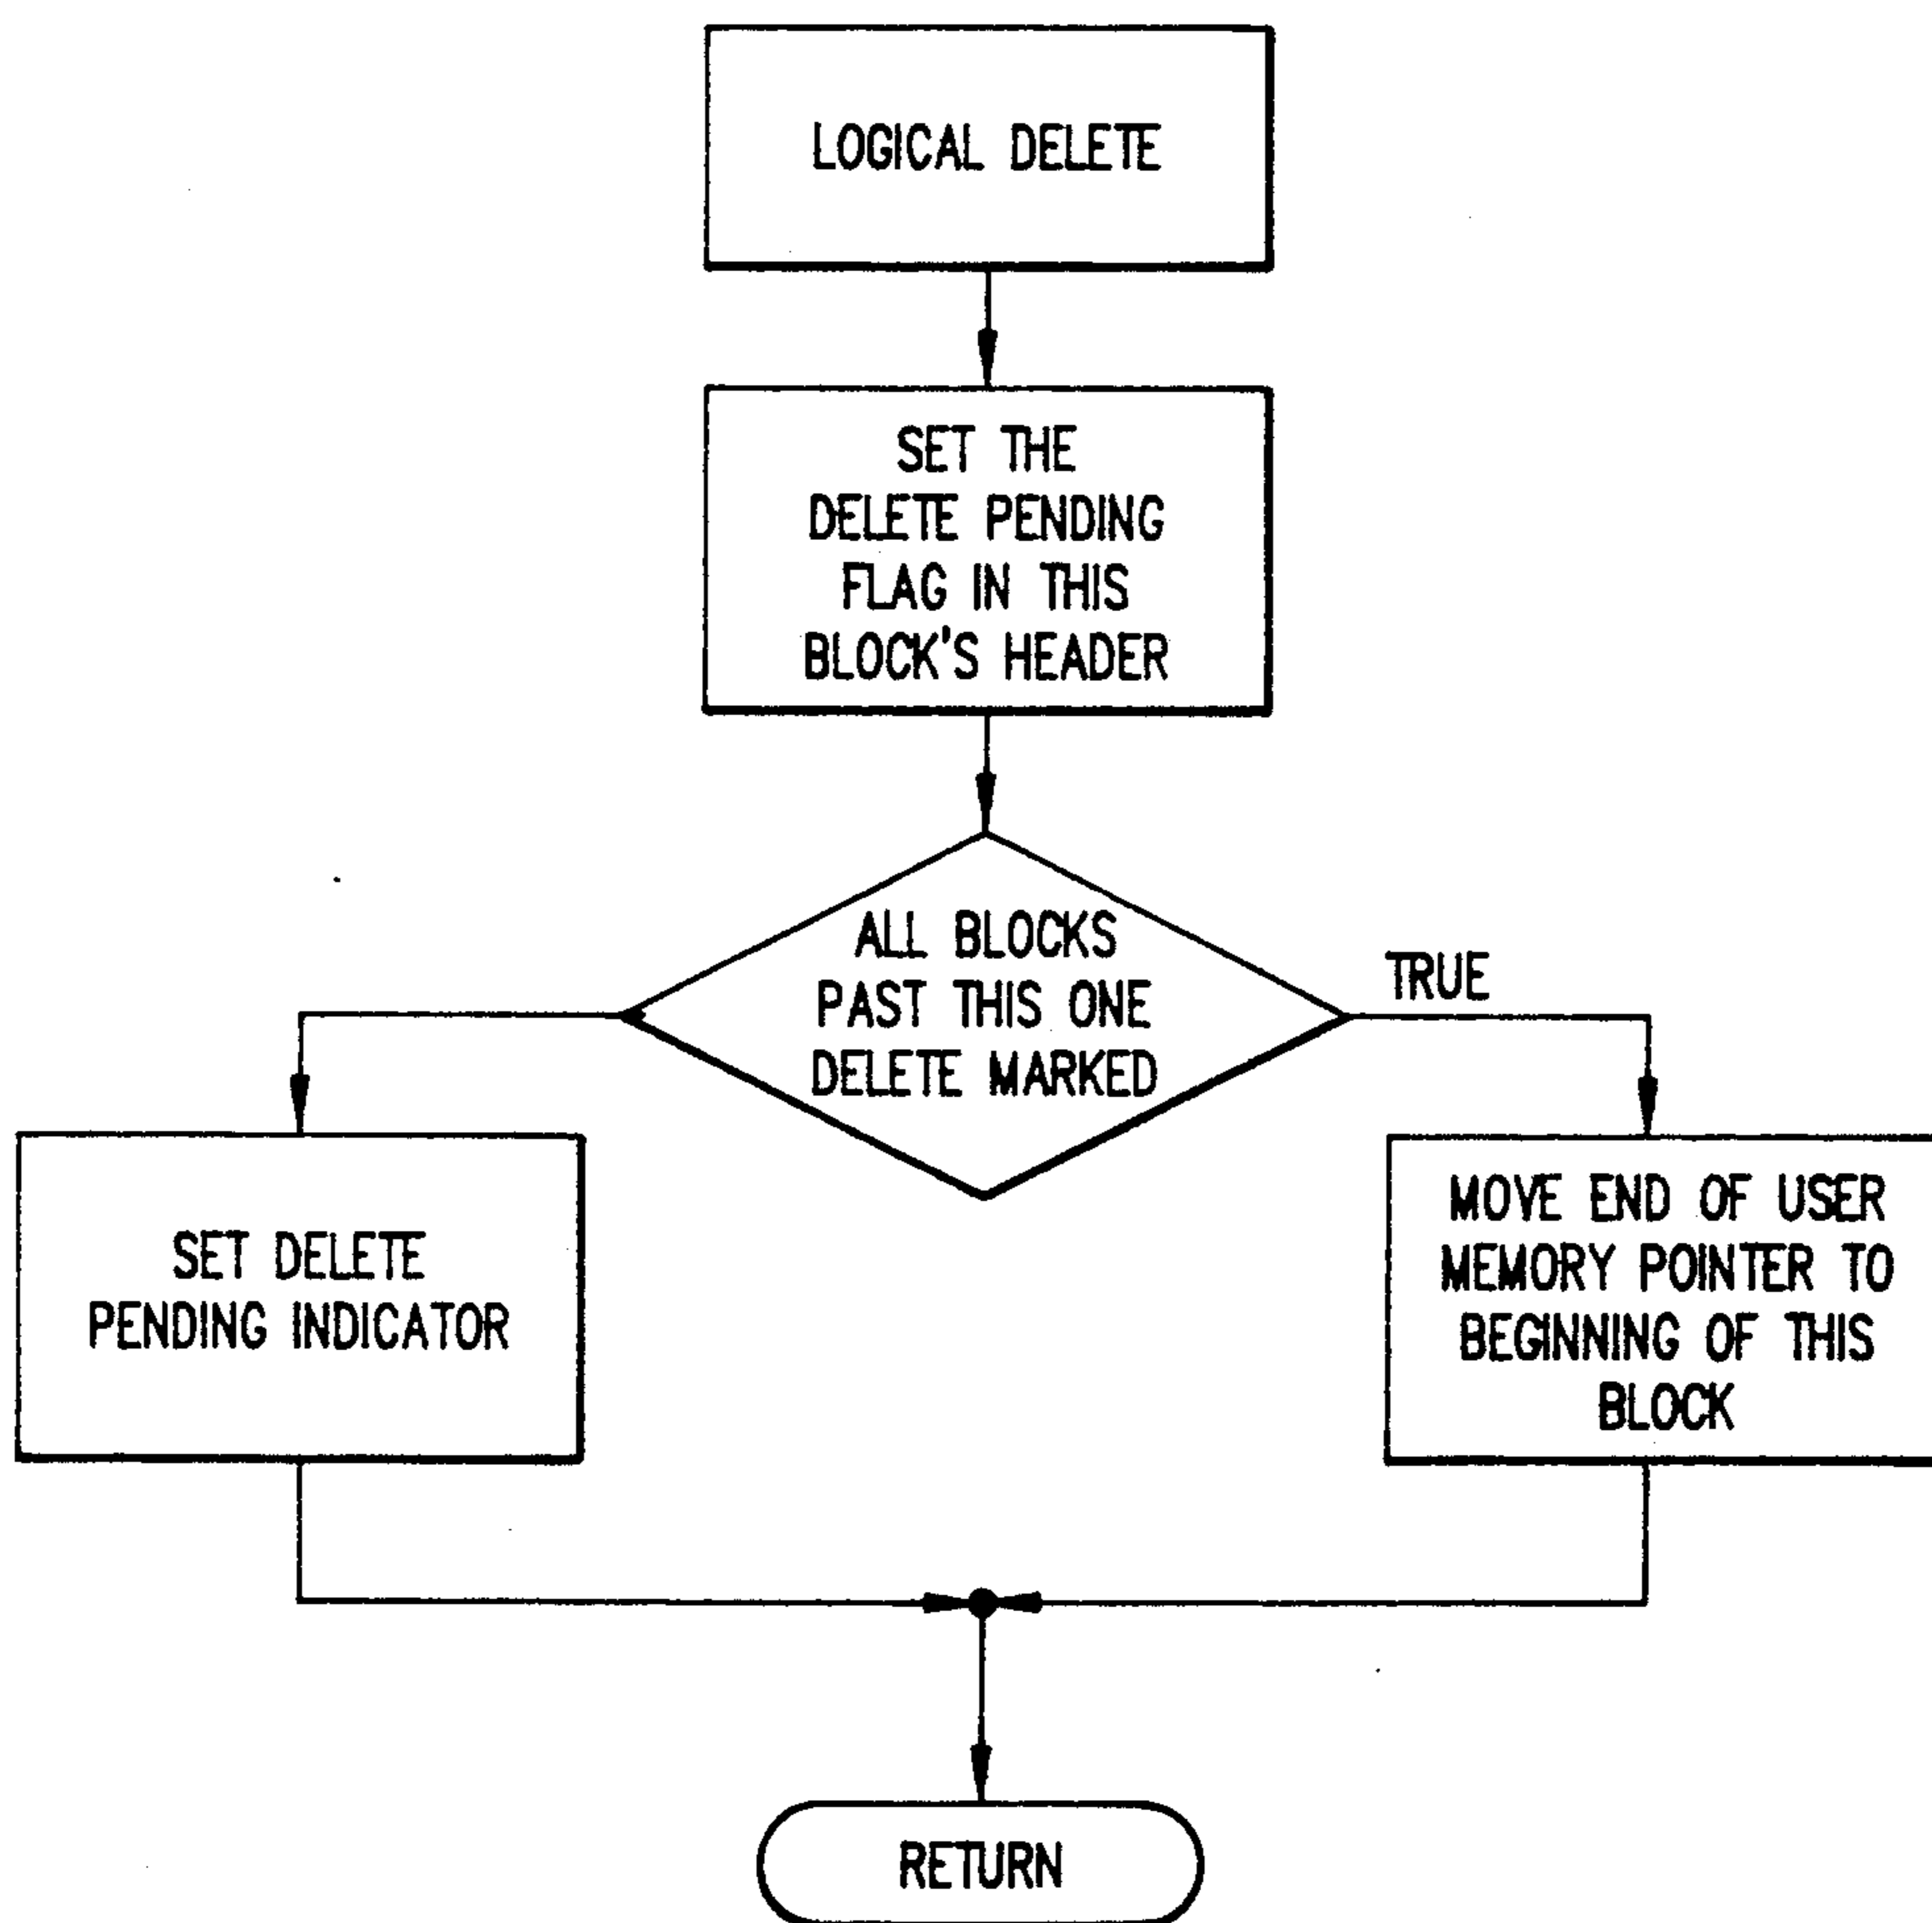 LOGICAL DELETE
SET THE
DELETE PENDING
FLAG IN THIS
BLOCK'S HEADER
ALL BLOCKS
PAST THIS ONE
DELETE MARKED
TRUE
SET DELETE
PENDING INDICATOR
MOVE END OF USER
MEMORY POINTER TO
BEGINNING OF THIS
BLOCK
RETURN